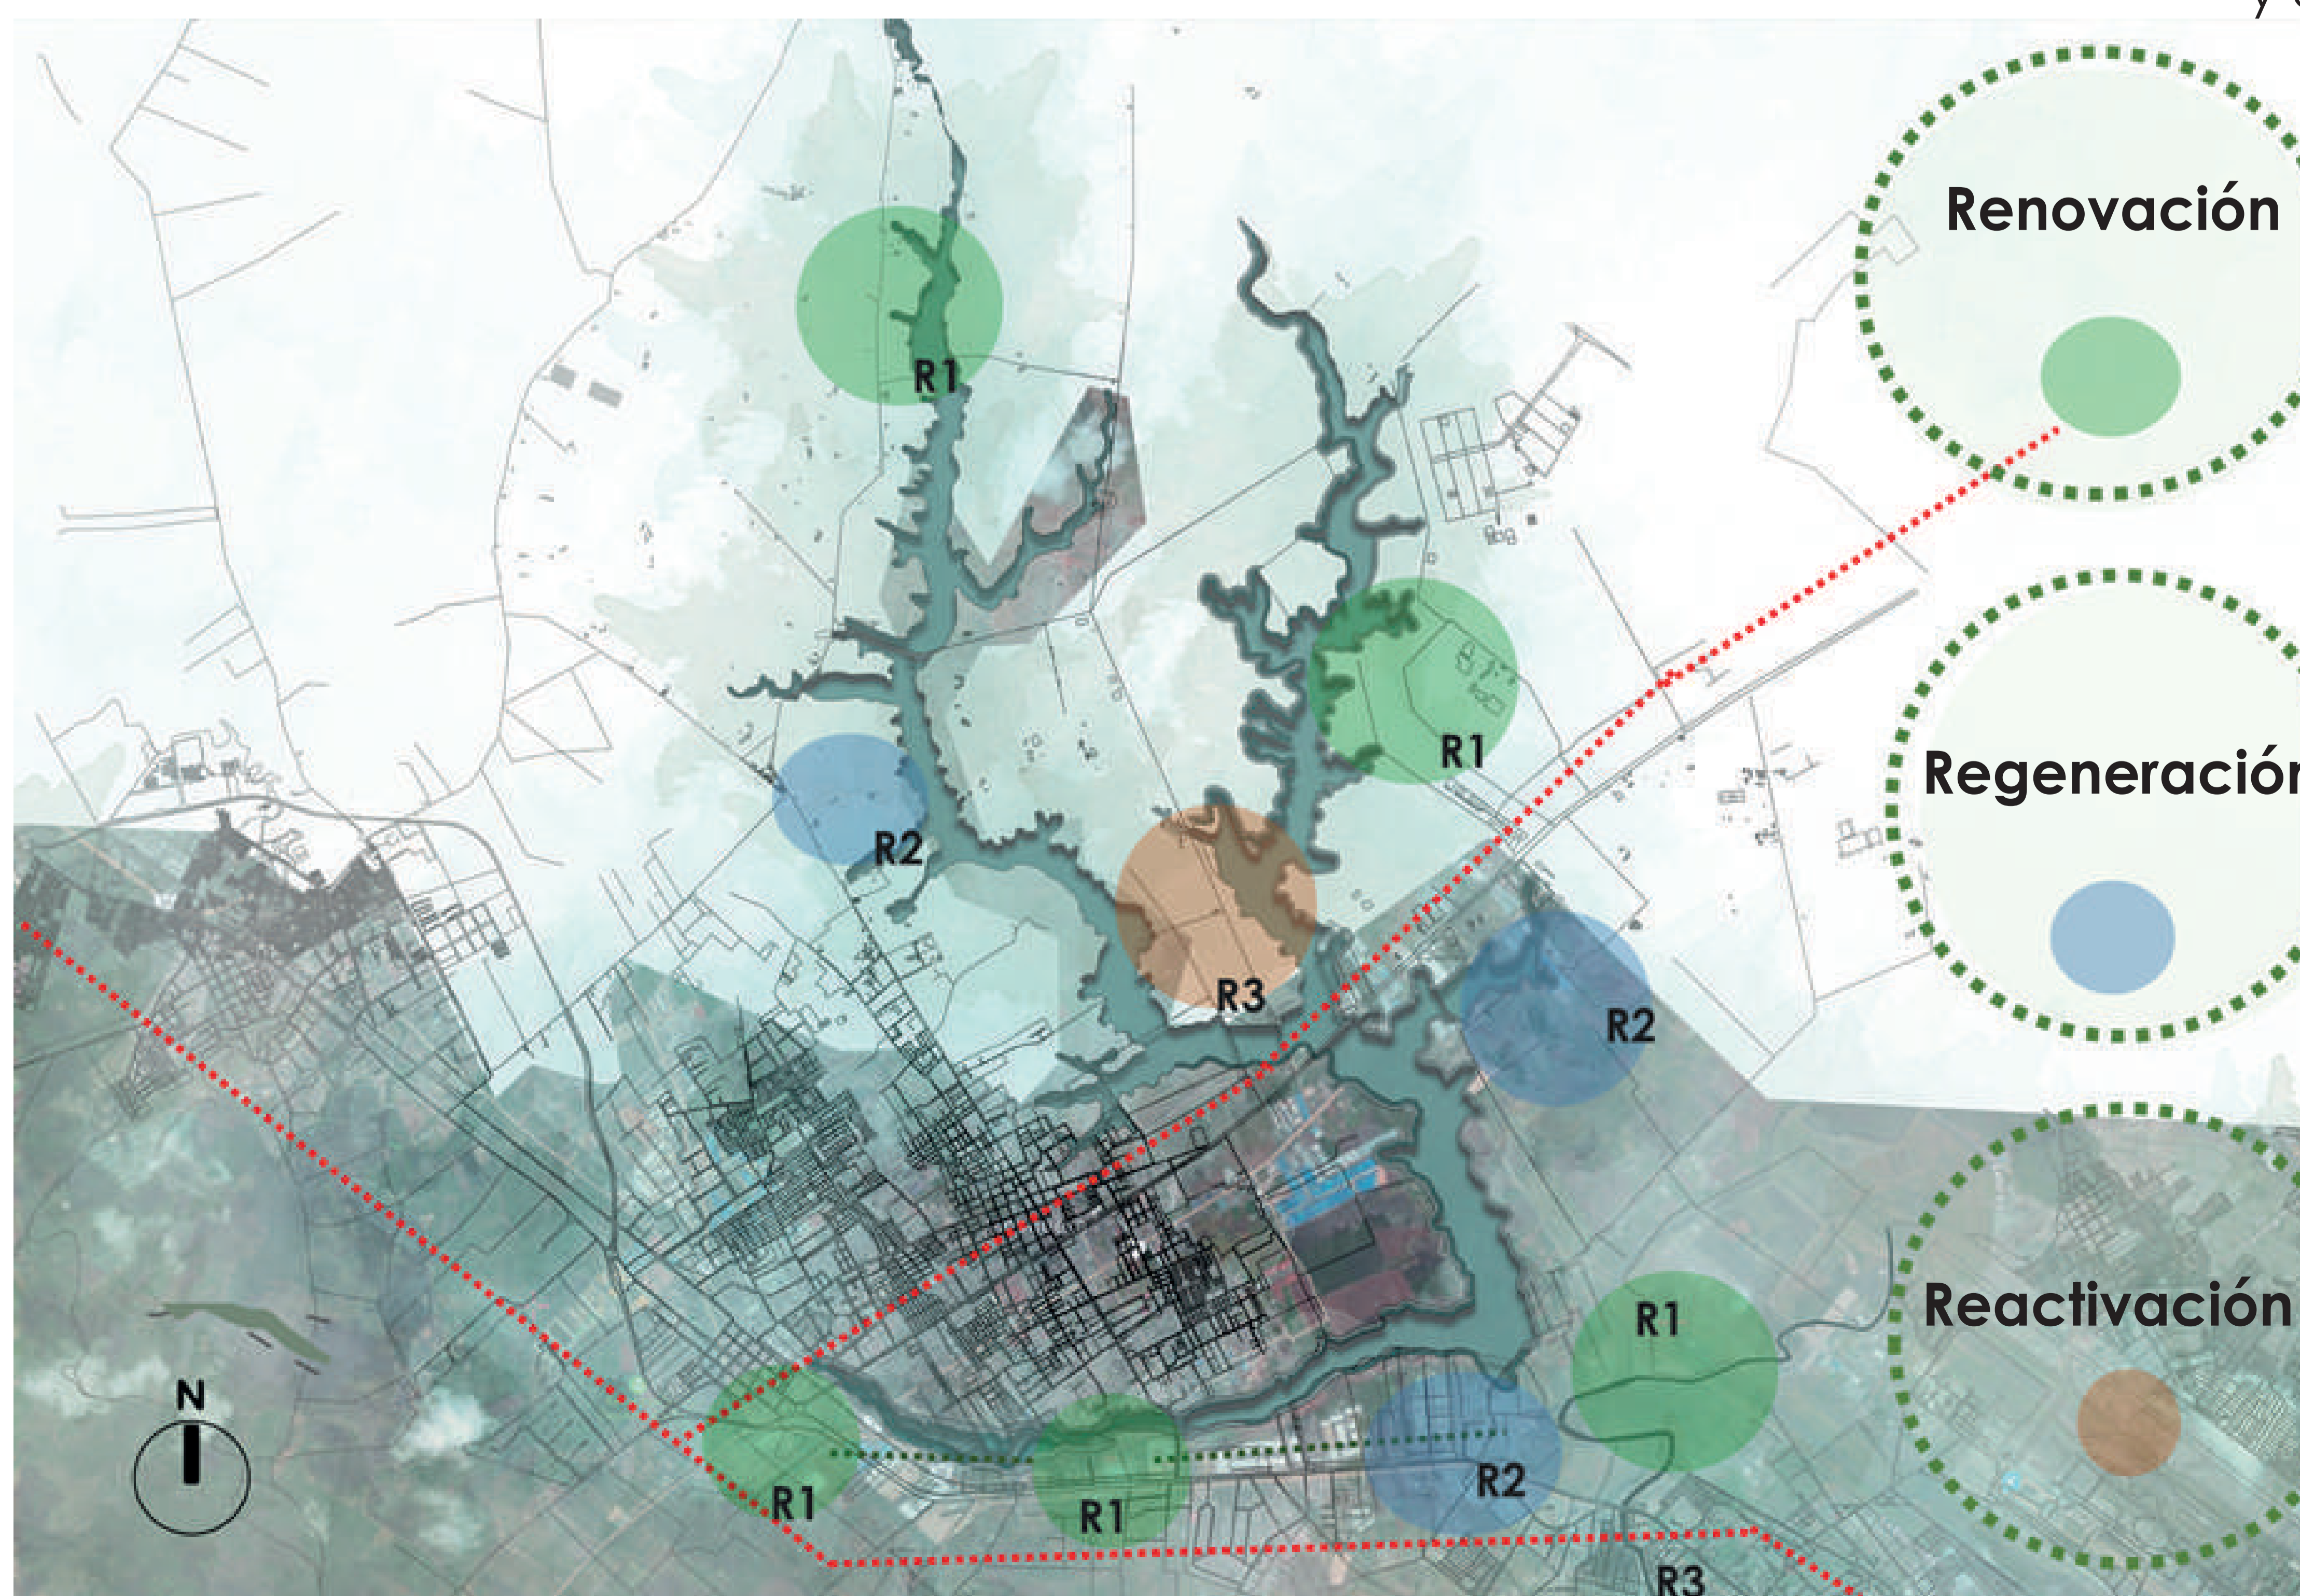 Renovación
R1
Regeneración
R1
R2
R3
R2
Reactivación
R1
N
R1
R1
R2
R3